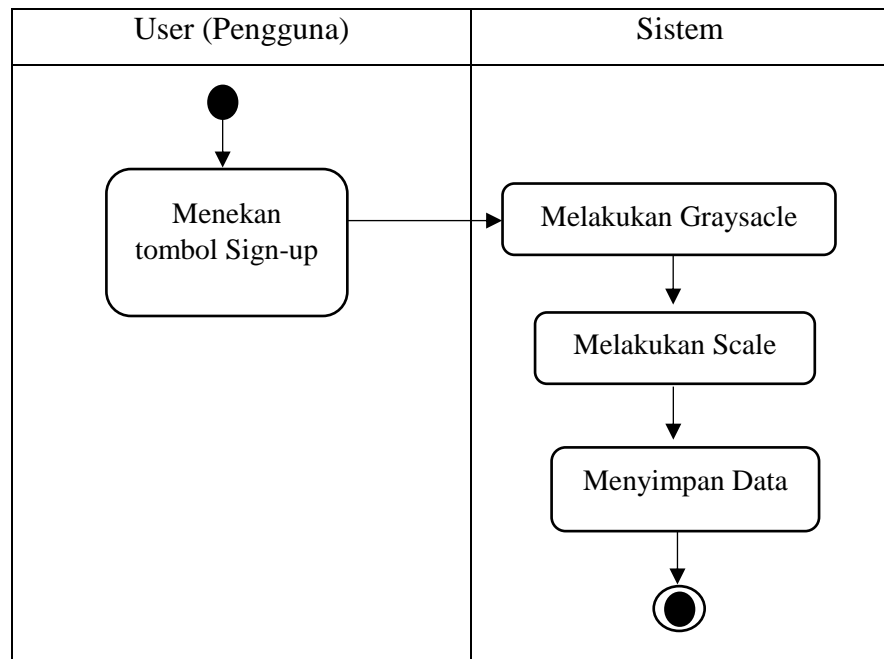 User (Pengguna)
Sistem
Menekan
tombol Sign-up
Melakukan Graysacle
Melakukan Scale
Menyimpan Data